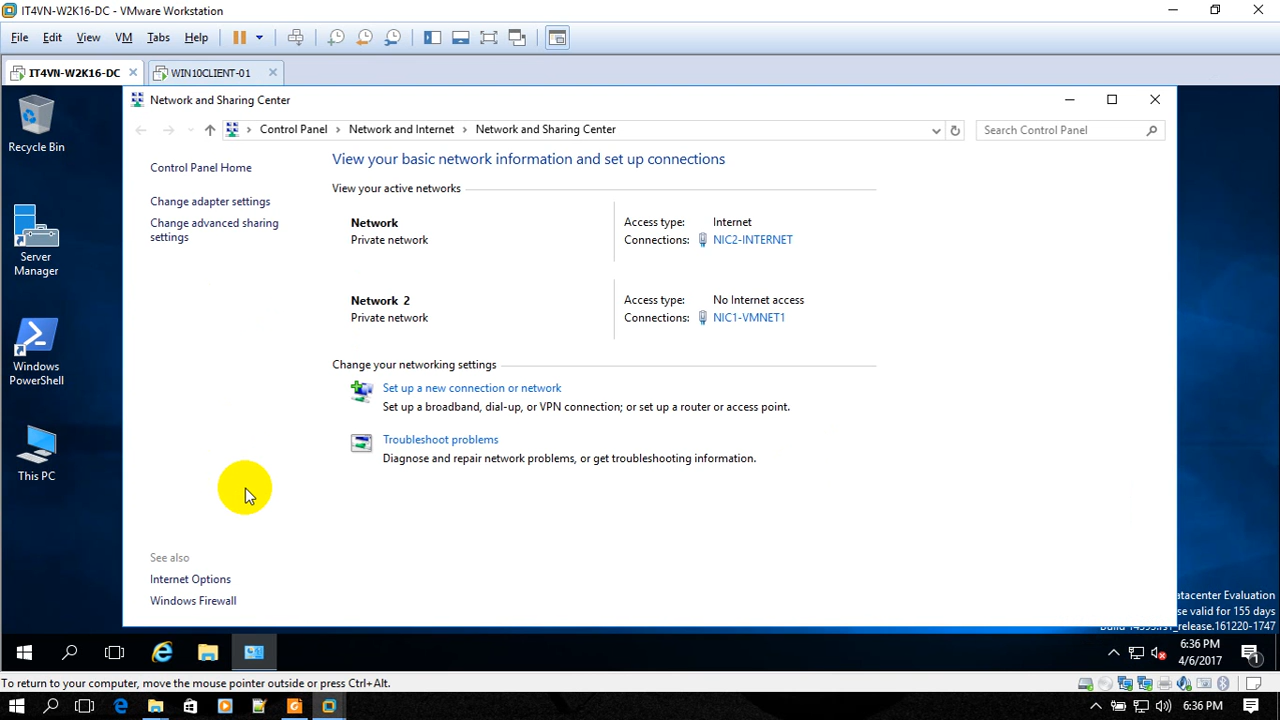 IT4VN-W2K16-DC - VMware Workstation
File Edit View VM Tabs Help
IT4VN-W2K16-DC
WIN10CLIENT-01
Recycle Bin
Server Manager
Windows PowerShell
This PC
Network and Sharing Center
Control Panel Network and Internet Network and Sharing Center
Search Control Panel
Control Panel Home
Change adapter settings
Change advanced sharing
settings
See also
Internet Options
Windows Firewall
View your basic network information and set up connections
View your active networks
Network
Private network
Access type: Internet
Connections: NIC2-INTERNET
Network 2
Private network
Access type: No Internet access
Connections: NIC1-VMNET1
Change your networking settings
Set up a new connection or network
Set up a broadband, dial-up, or VPN connection; or set up a router or access point.
Troubleshoot problems
Diagnose and repair network problems, or get troubleshooting information.
atacenter Evaluation
se valid for 155 days
Build 14393.rs1_release.161220-1747
6:36 PM
4/6/2017
1
To return to your computer, move the mouse pointer outside or press Ctrl+Alt.
6:36 PM